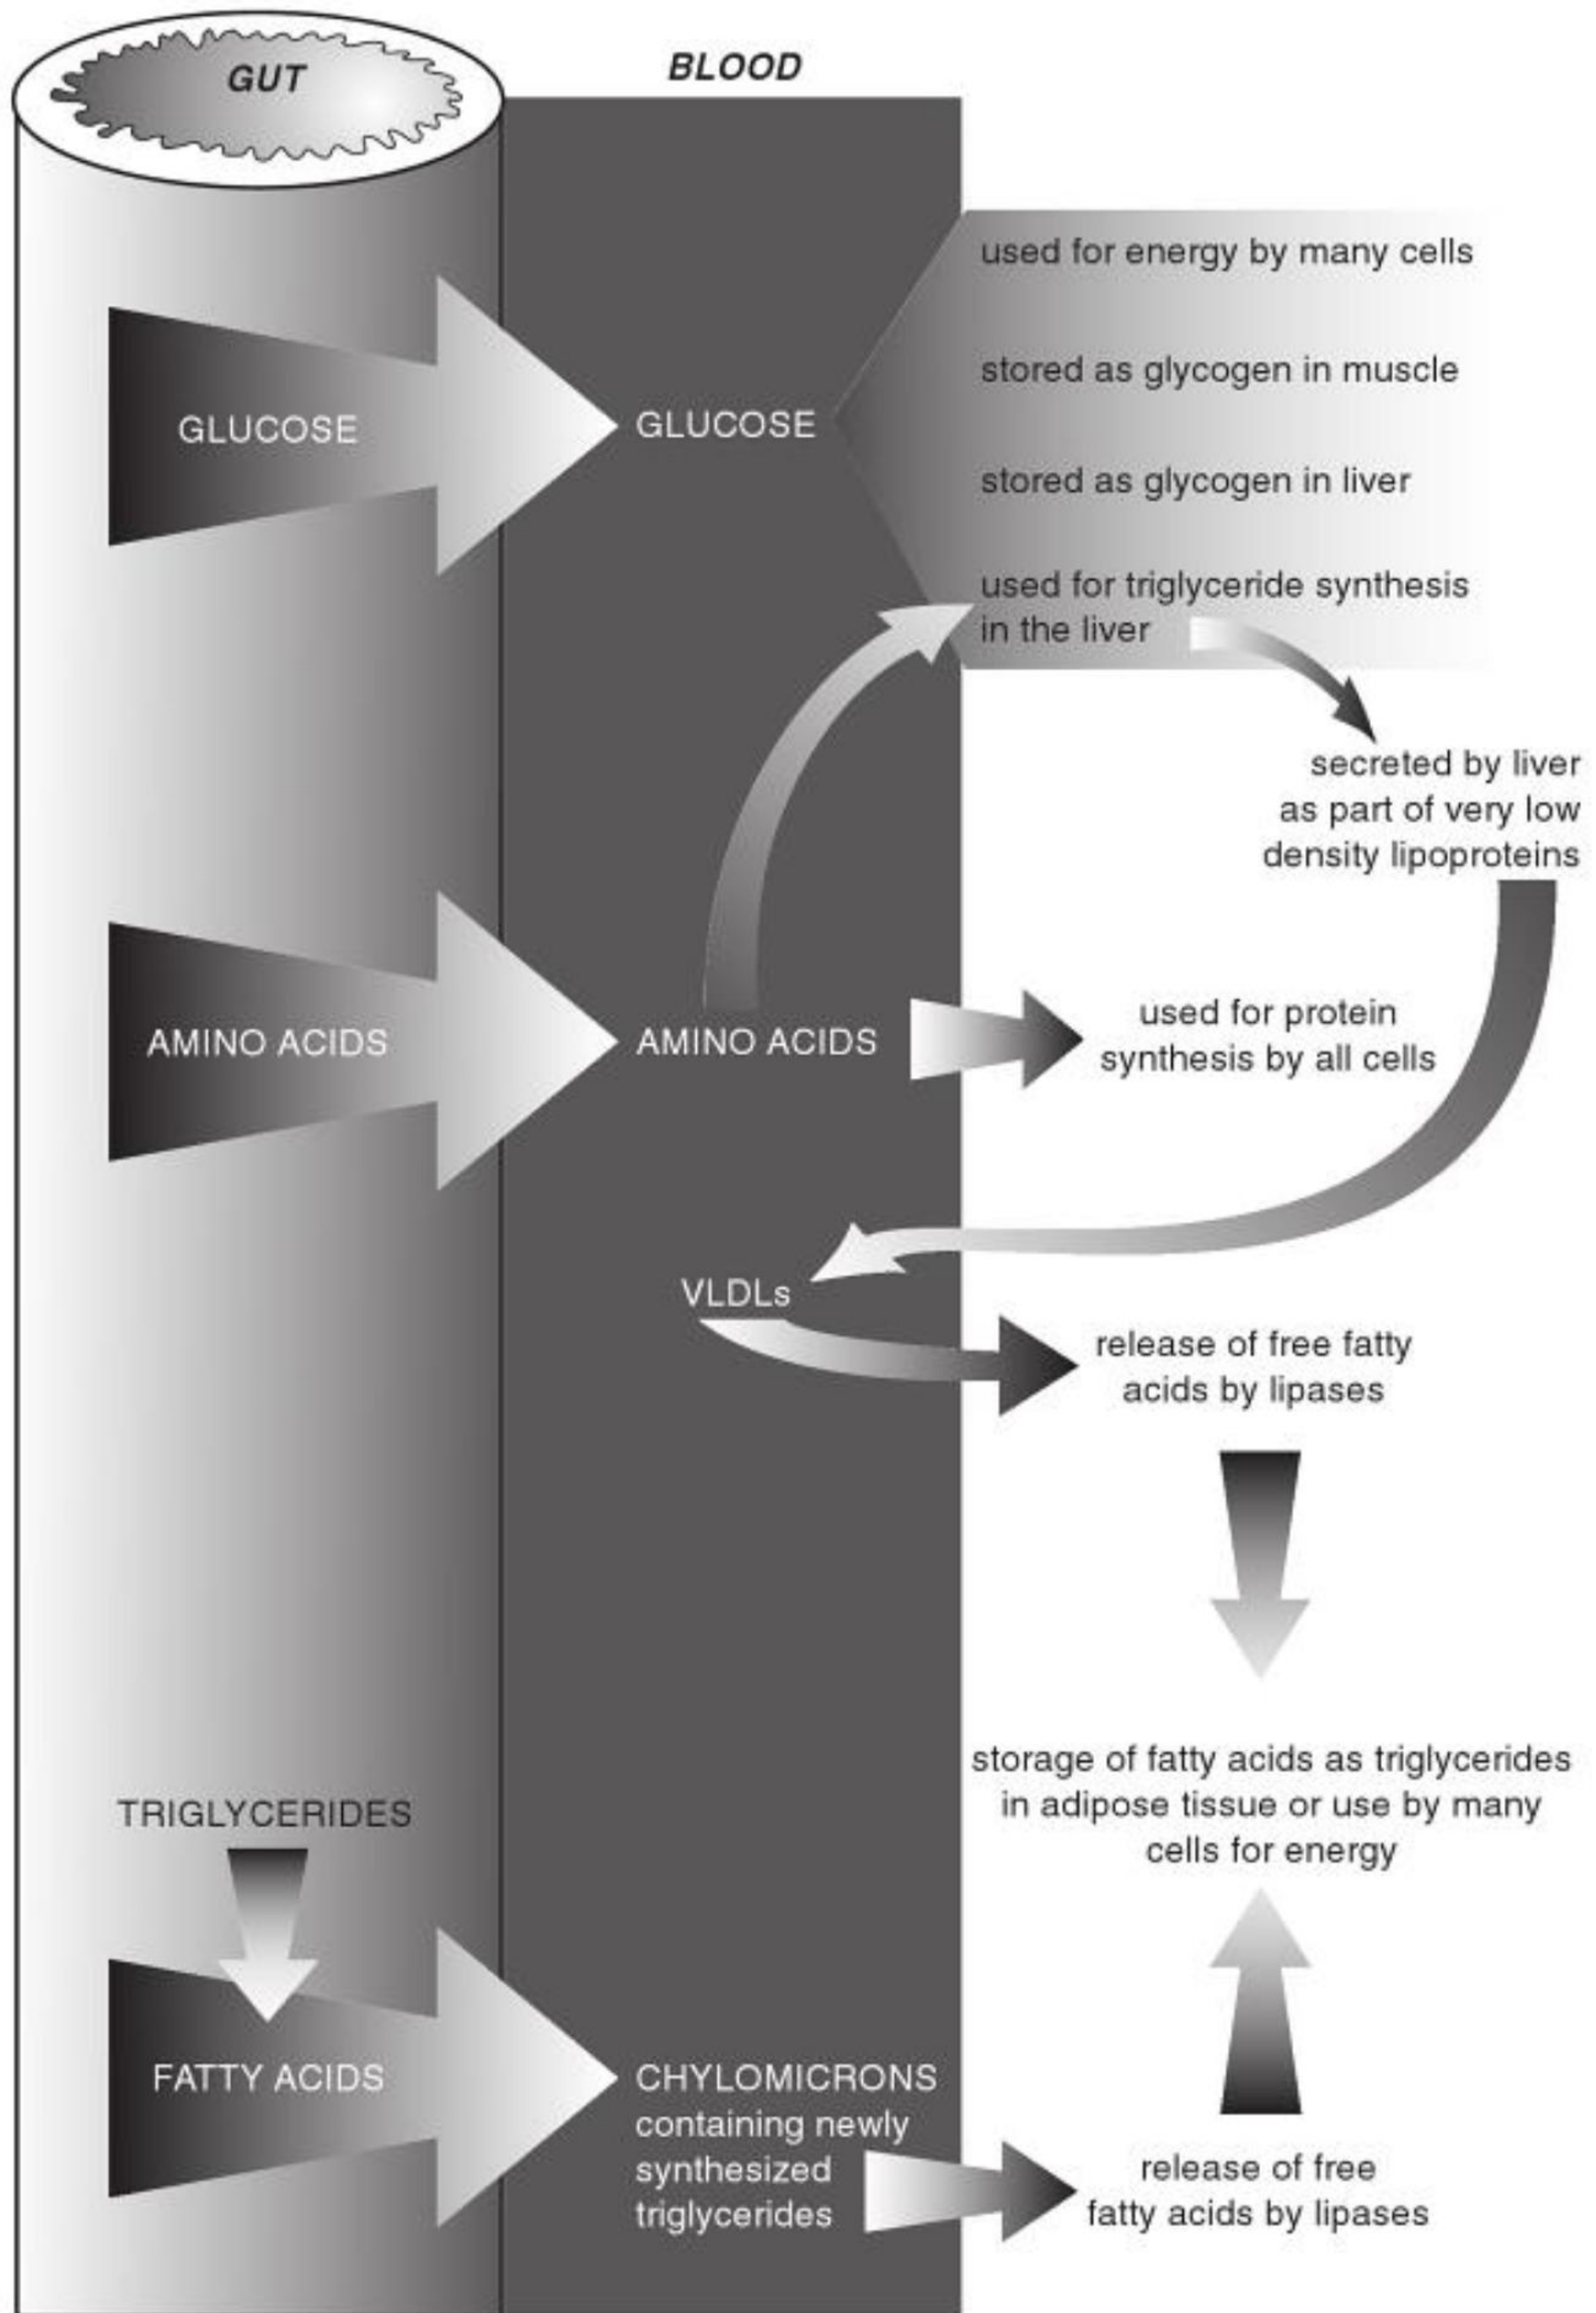 GUT
BLOOD
used for energy by many cells
stored as glycogen in muscle
GLUCOSE
GLUCOSE
stored as glycogen in liver
used for triglyceride synthesis
in the liver
secreted by liver
as part of very low
density lipoproteins
AMINO ACIDS
AMINO ACIDS
used for protein
synthesis by all cells
VLDLs
release of free fatty
acids by lipases
storage of fatty acids as triglycerides
in adipose tissue or use by many
cells for energy
TRIGLYCERIDES
FATTY ACIDS
CHYLOMICRONS
containing newly
synthesized
triglycerides
release of free
fatty acids by lipases